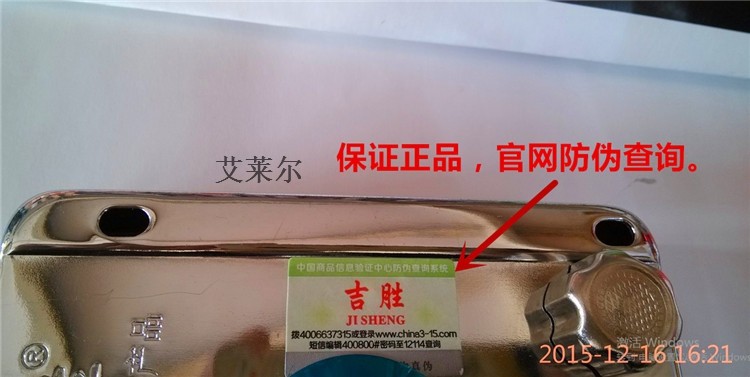 保证正品，官网防伪查询。
艾莱尔
中国商品信息验证中心防伪查询系统
吉胜
JI SHENG
拨4006637315或登录www.china3-15.com
短信编辑400800#密码至12114查询
激活 Windows
2015-12-16 16:21